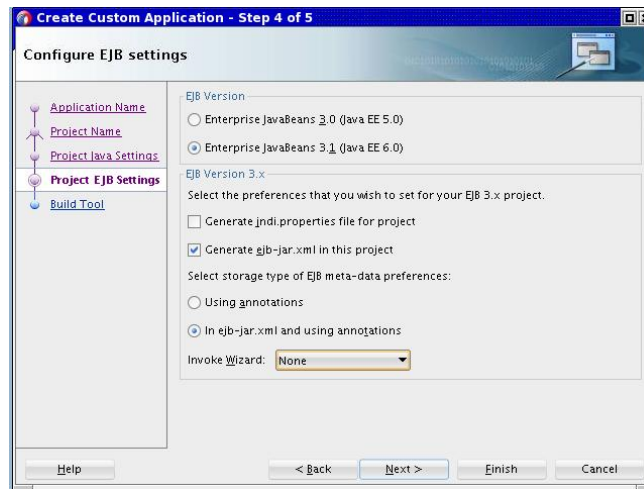 Create Custom Application - Step 4 of 5
Configure EJB settings
Application Name
Project Name
Project Java Settings
Project EJB Settings
Build Tool
EJB Version
Enterprise JavaBeans 3.0 (Java EE 5.0)
Enterprise JavaBeans 3.1 (Java EE 6.0)
EJB Version 3.x
Select the preferences that you wish to set for your EJB 3.x project.
Generate jndi.properties file for project
Generate ejb-jar.xml in this project
Select storage type of EJB meta-data preferences:
Using annotations
In ejb-jar.xml and using annotations
Invoke Wizard: None
Help
< Back
Next >
Finish
Cancel